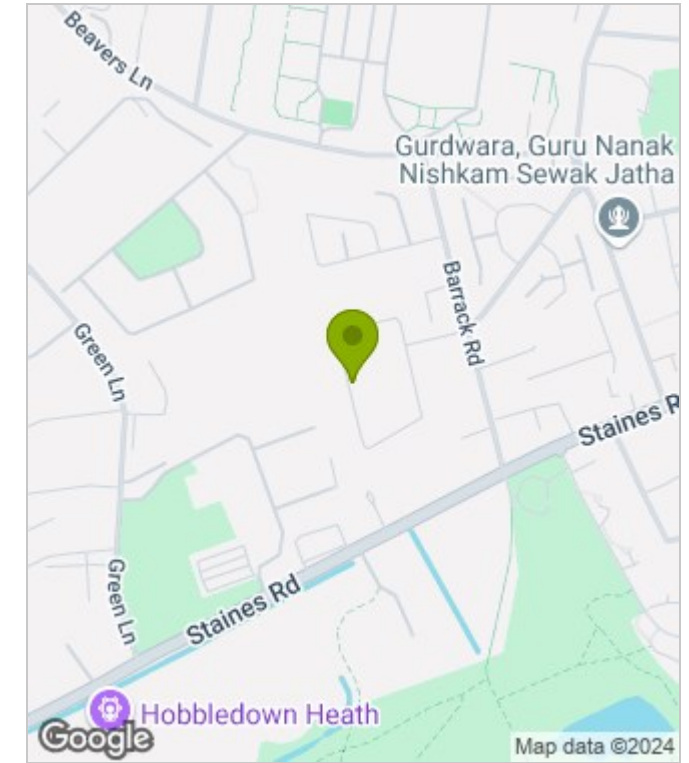 Beavers Ln
Gurdwara, Guru Nanak
Nishkam Sewak Jatha
Barrack Rd
Green Ln
Staines R
Green Ln
Staines Rd
Hobbledown Heath
Google
Map data ©2024